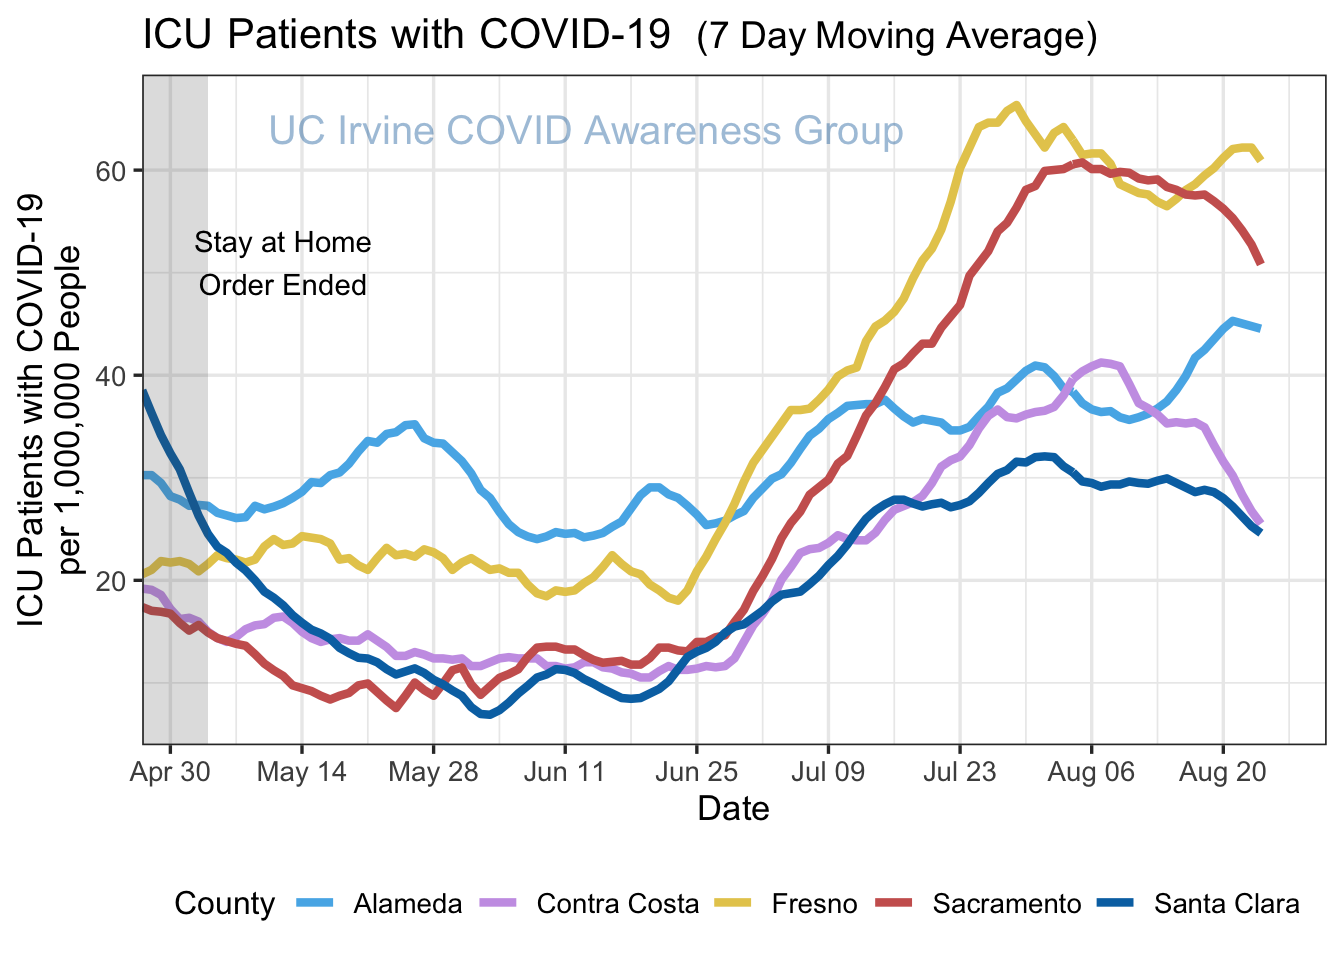 ICU Patients with COVID-19 (7 Day Moving Average)
UC Irvine COVID Awareness Group
Stay at Home
Order Ended
ICU Patients with COVID-19
per 1,000,000 People
60
40
20
Apr 30 May 14 May 28 Jun 11 Jun 25 Jul 09 Jul 23 Aug 06 Aug 20
Date
County Alameda Contra Costa Fresno Sacramento Santa Clara